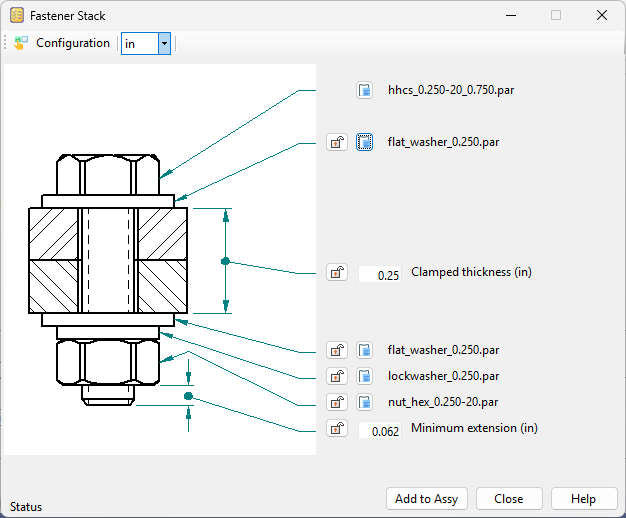 Fastener Stack
Configuration in
hhcs_0.250-20_0.750.par
flat_washer_0.250.par
0.25 Clamped thickness (in)
flat_washer_0.250.par
lockwasher_0.250.par
nut_hex_0.250-20.par
0.062 Minimum extension (in)
Add to Assy Close Help
Status